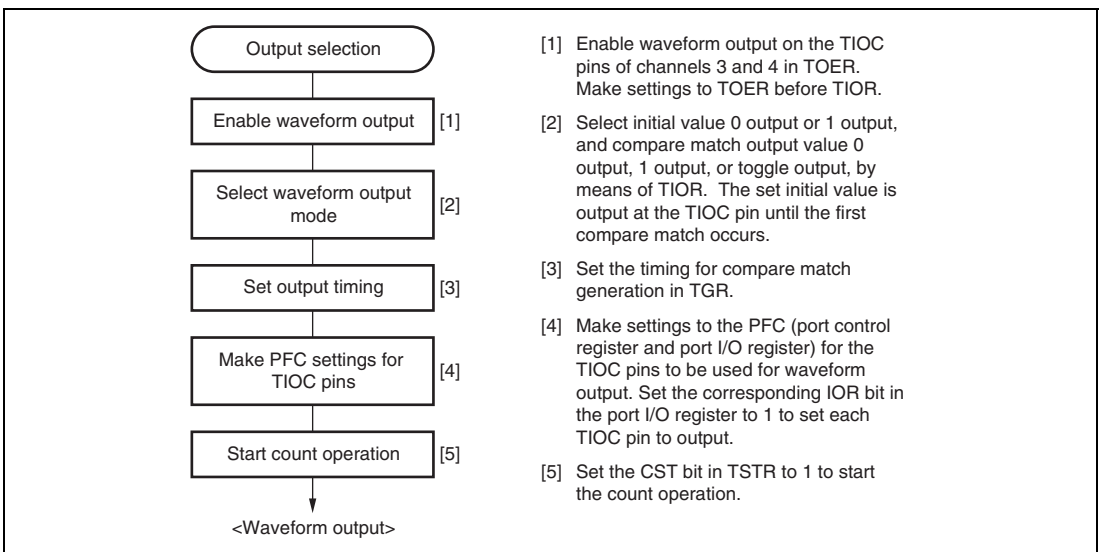 Output selection
Enable waveform output [1]
Select waveform output
mode
[2]
Set output timing [3]
Make PFC settings for
TIOC pins
[4]
Start count operation [5]
<Waveform output>
[1] Enable waveform output on the TIOC
pins of channels 3 and 4 in TOER.
Make settings to TOER before TIOR.
[2] Select initial value 0 output or 1 output,
and compare match output value 0
output, 1 output, or toggle output, by
means of TIOR. The set initial value is
output at the TIOC pin until the first
compare match occurs.
[3] Set the timing for compare match
generation in TGR.
[4] Make settings to the PFC (port control
register and port I/O register) for the
TIOC pins to be used for waveform
output. Set the corresponding IOR bit in
the port I/O register to 1 to set each
TIOC pin to output.
[5] Set the CST bit in TSTR to 1 to start
the count operation.